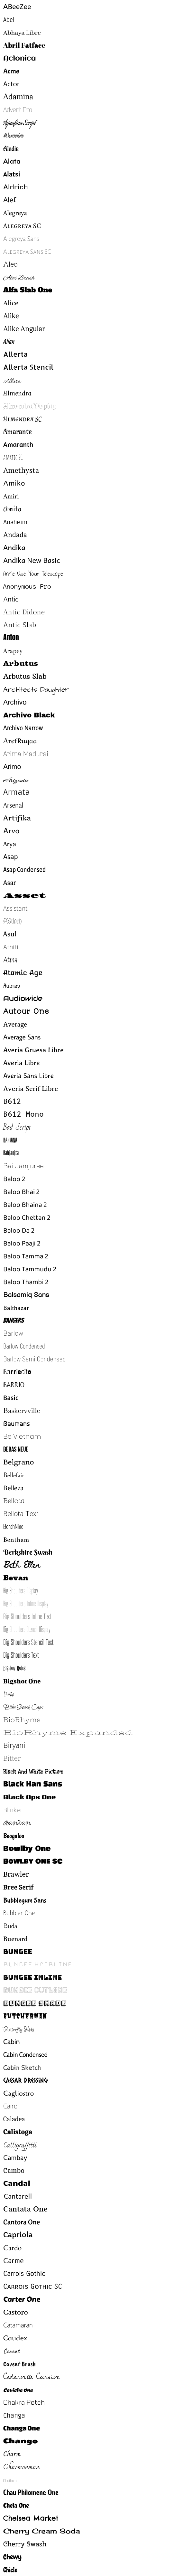 ABeeZee
Abel
Abhaya Libre
Abril Fatface
Aclonica
Acme
Actor
Adamina
Advent Pro
Aguafina Script
Akronim
Aladin
Alata
Alatsi
Aldrich
Alef
Alegreya
Alegreya SC
Alegreya Sans
Alegreya Sans SC
Aleo
Alex Brush
Alfa Slab One
Alice
Alike
Alike Angular
Allan
Allerta
Allerta Stencil
Allura
Almendra
Almendra Display
Almendra SC
Amarante
Amaranth
Amatic SC
Amethysta
Amiko
Amiri
Amita
Anaheim
Andada
Andika
Andika New Basic
Annie Use Your Telescope
Anonymous Pro
Antic
Antic Didone
Antic Slab
Anton
Arapey
Arbutus
Arbutus Slab
Architects Daughter
Archivo
Archivo Black
Archivo Narrow
Aref Ruqaa
Arima Madurai
Arimo
Arizonia
Armata
Arsenal
Artifika
Arvo
Arya
Asap
Asap Condensed
Asar
Asset
Assistant
Astloch
Asul
Athiti
Atma
Atomic Age
Aubrey
Audiowide
Autour One
Average
Average Sans
Averia Gruesa Libre
Averia Libre
Averia Sans Libre
Averia Serif Libre
B612
B612 Mono
Bad Script
Bahiana
Bahianita
Bai Jamjuree
Baloo 2
Baloo Bhai 2
Baloo Bhaina 2
Baloo Chettan 2
Baloo Da 2
Baloo Paaji 2
Baloo Tamma 2
Baloo Tammudu 2
Baloo Thambi 2
Balsamiq Sans
Balthazar
Bangers
Barlow
Barlow Condensed
Barlow Semi Condensed
Barriecito
Barrio
Basic
Baumans
Baskervville
Be Vietnam
Bebas Neue
Belgrano
Bellefair
Belleza
Bellota
Bellota Text
BenchNine
Bentham
Berkshire Swash
Beth Ellen
Bevan
Big Shoulders Display
Big Shoulders Inline Display
Big Shoulders Inline Text
Big Shoulders Stencil Display
Big Shoulders Stencil Text
Big Shoulders Text
Bigelow Rules
Bigshot One
Bilbo
Bilbo Swash Caps
BioRhyme
BioRhyme Expanded
Biryani
Bitter
Black And White Picture
Black Han Sans
Black Ops One
Blinker
Bonbon
Boogaloo
Bowlby One
Bowlby One SC
Brawler
Bree Serif
Bubblegum Sans
Bubbler One
Buda
Buenard
Bungee
Bungee Hairline
Bungee Inline
Bungee Outline
Bungee Shade
Butcherman
Butterfly Kids
Cabin
Cabin Condensed
Cabin Sketch
Caesar Dressing
Cagliostro
Cairo
Caladea
Calistoga
Calligraffitti
Cambay
Cambo
Candal
Cantarell
Cantata One
Cantora One
Capriola
Cardo
Carme
Carrois Gothic
Carrois Gothic SC
Carter One
Castoro
Catamaran
Caudex
Caveat
Caveat Brush
Cedarville Cursive
Ceviche One
Chakra Petch
Changa
Changa One
Chango
Charm
Charmonman
Chau Philomene One
Chela One
Chelsea Market
Cherry Cream Soda
Cherry Swash
Chewy
Chicle